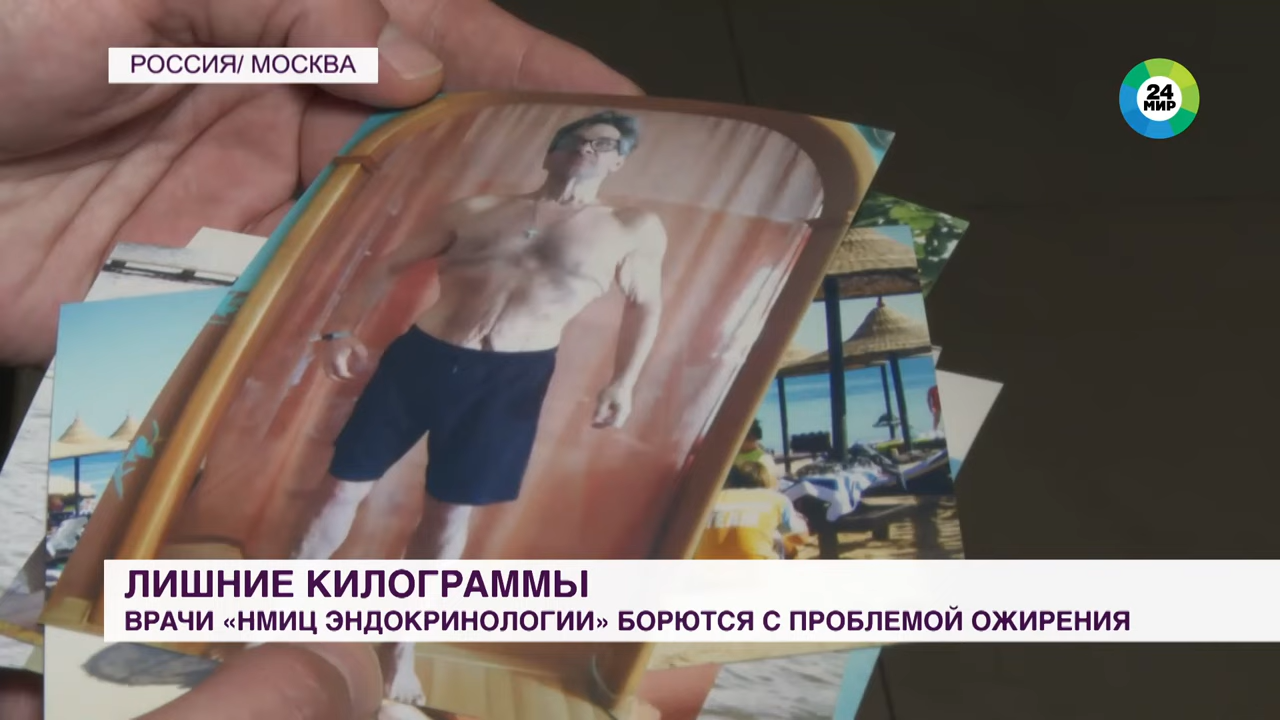 РОССИЯ/ МОСКВА
24
МИР
ЛИШНИЕ КИЛОГРАММЫ
ВРАЧИ «НМИЦ ЭНДОКРИНОЛОГИИ» БОРЮТСЯ С ПРОБЛЕМОЙ ОЖИРЕНИЯ